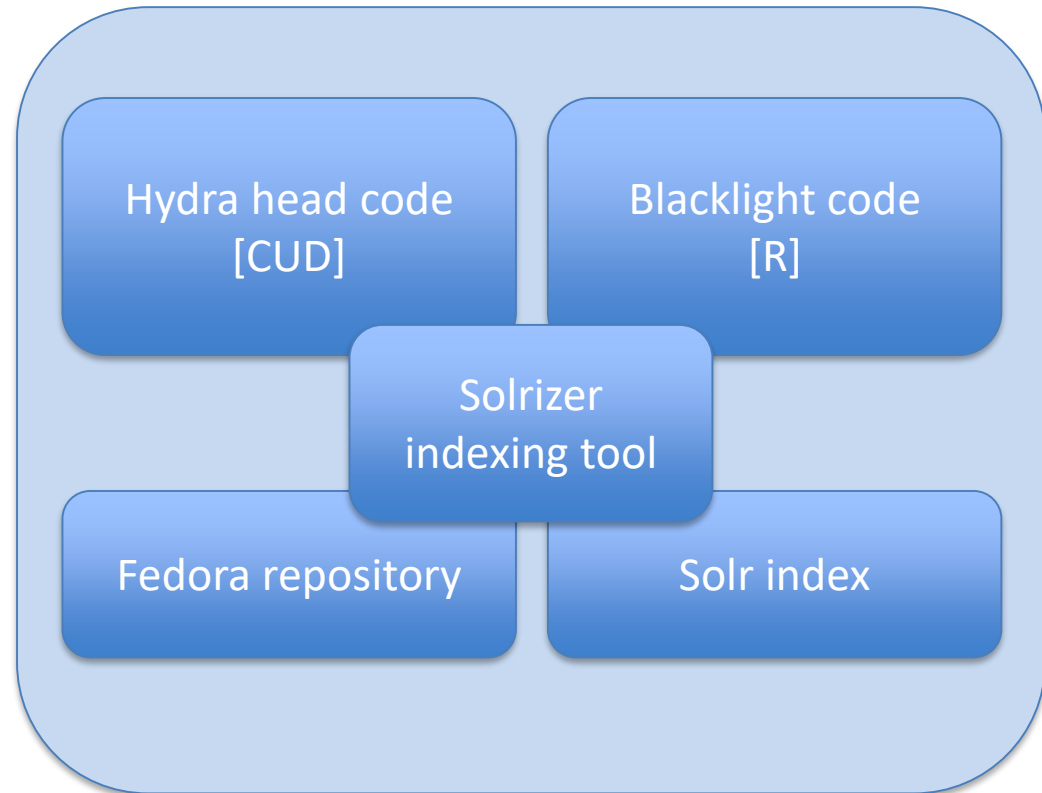 Hydra head code
[CUD]
Blacklight code
[R]
Solrizer
indexing tool
Fedora repository
Solr index